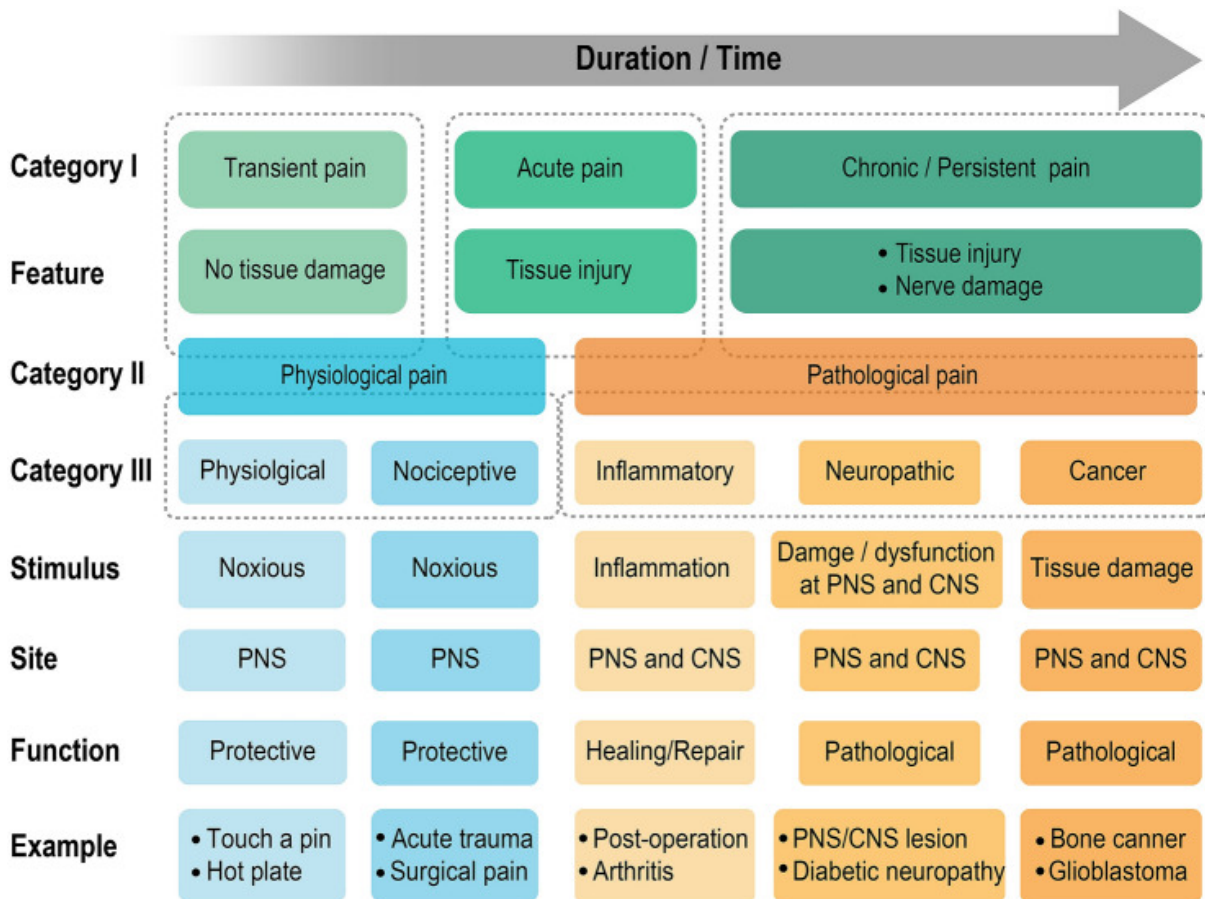 Duration / Time
Category I
Transient pain
Acute pain
Chronic / Persistent pain
Feature
No tissue damage
Tissue injury
• Tissue injury
• Nerve damage
Category II
Physiological pain
Pathological pain
Category III
Physiolgical
Nociceptive
Inflammatory
Neuropathic
Cancer
Stimulus
Noxious
Noxious
Inflammation
Damge / dysfunction
at PNS and CNS
Tissue damage
Site
PNS
PNS
PNS and CNS
PNS and CNS
PNS and CNS
Function
Protective
Protective
Healing/Repair
Pathological
Pathological
Example
• Touch a pin
• Hot plate
• Acute trauma
• Surgical pain
• Post-operation
• Arthritis
• PNS/CNS lesion
• Diabetic neuropathy
• Bone canner
• Glioblastoma